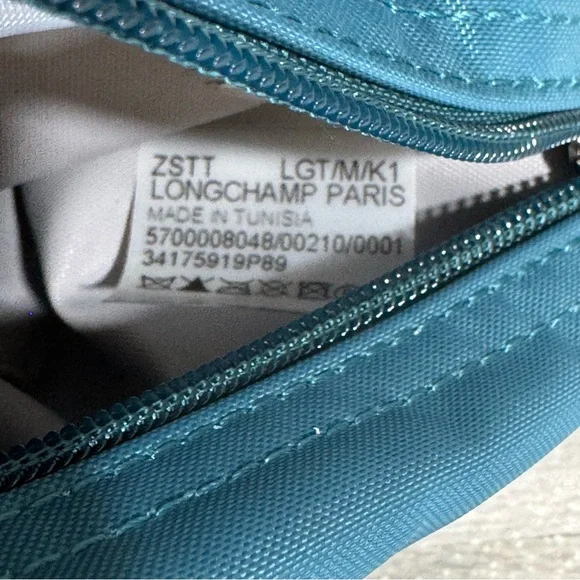 ZSTT LGT/M/K1
LONGCHAMP PARIS
MADE IN TUNISIA
5700008048/00210/0001
34175919P89